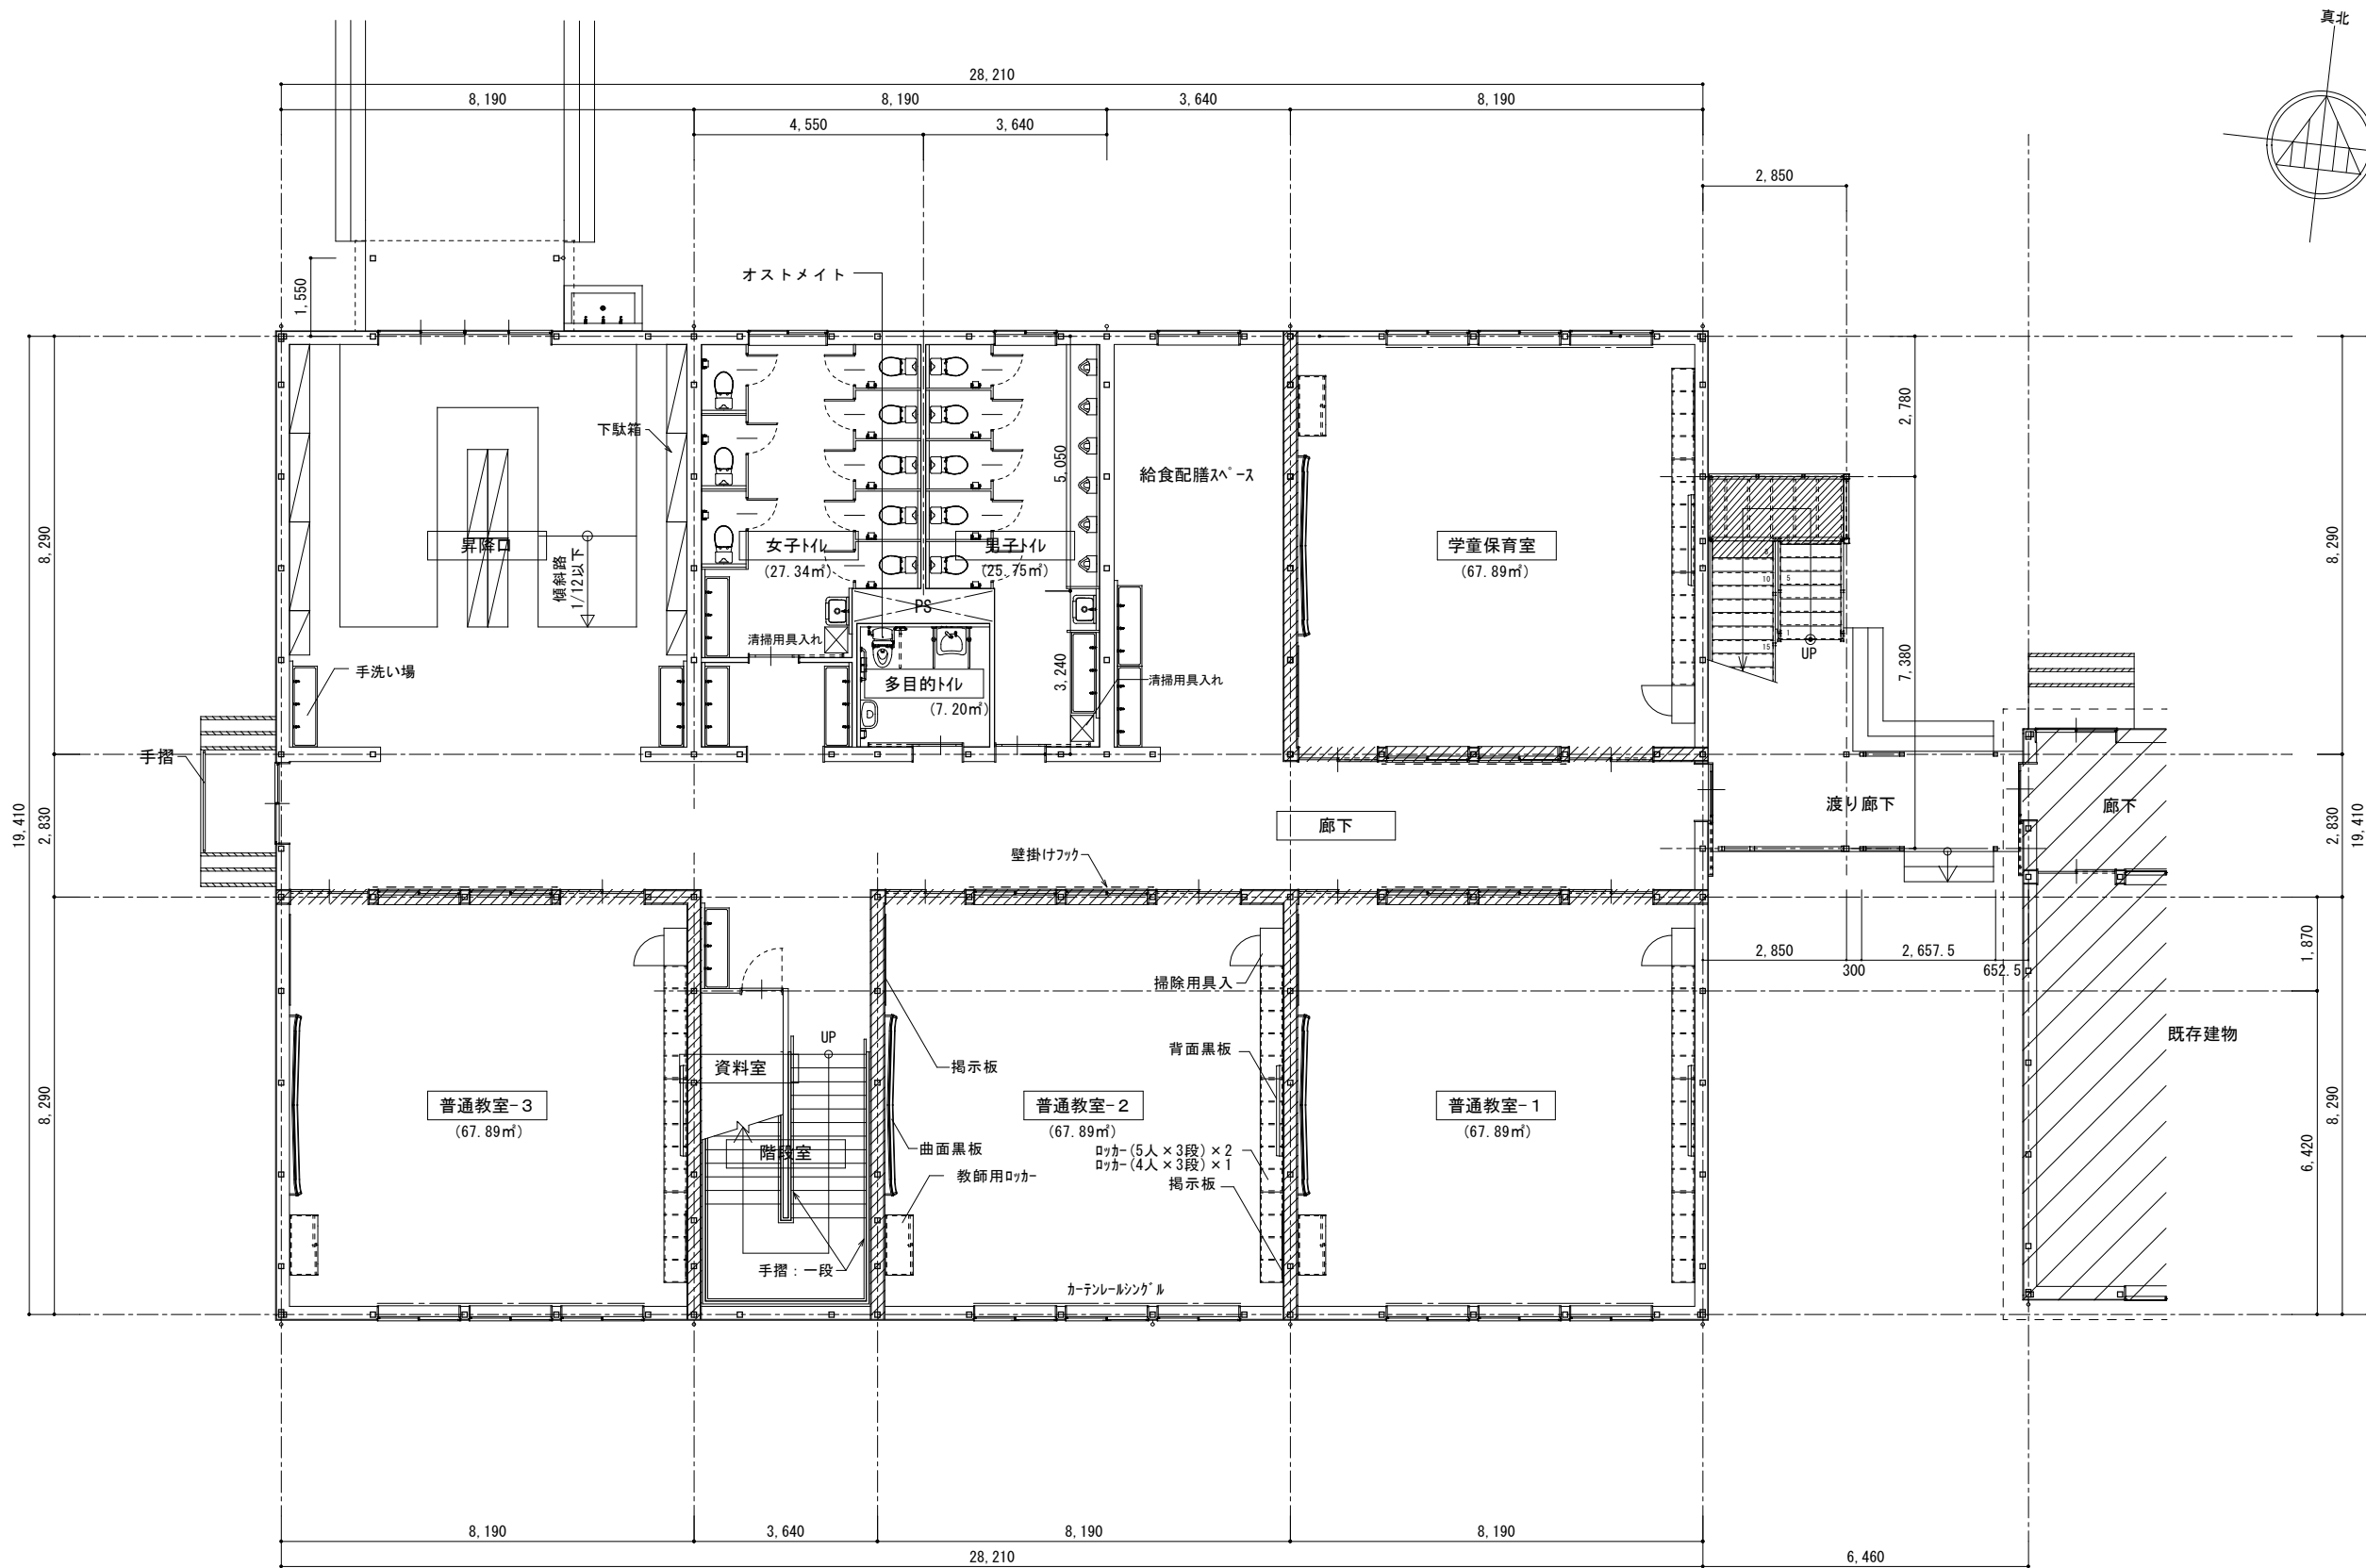 真北
28,210
8,190
8,190
3,640
8,190
4,550
3,640
2,850
オストメイト
1,550
下駄箱
昇降口
傾斜路
1/12以下
手洗い場
手摺
女子ﾄｲﾚ
(27.34㎡)
男子ﾄｲﾚ
(25.75㎡)
5,050
給食配膳ｽﾍﾟｰｽ
学童保育室
(67.89㎡)
PS
清掃用具入れ
多目的ﾄｲﾚ
(7.20㎡)
D
3,240
清掃用具入れ
10
5
15
1
UP
2,780
7,380
8,290
2,830
19,410
8,290
8,290
2,830
19,410
8,290
1,870
6,420
廊下
渡り廊下
廊下
壁掛けﾌｯｸ
2,850
300
2,657.5
652.5
既存建物
普通教室-3
(67.89㎡)
資料室
UP
階段室
手摺：一段
掲示板
曲面黒板
教師用ﾛｯｶｰ
普通教室-2
(67.89㎡)
掃除用具入
背面黒板
ﾛｯｶｰ(5人×3段)×2
ﾛｯｶｰ(4人×3段)×1
掲示板
ｶｰﾃﾝﾚｰﾙｼﾝｸﾞﾙ
普通教室-1
(67.89㎡)
8,190
3,640
8,190
8,190
28,210
6,460